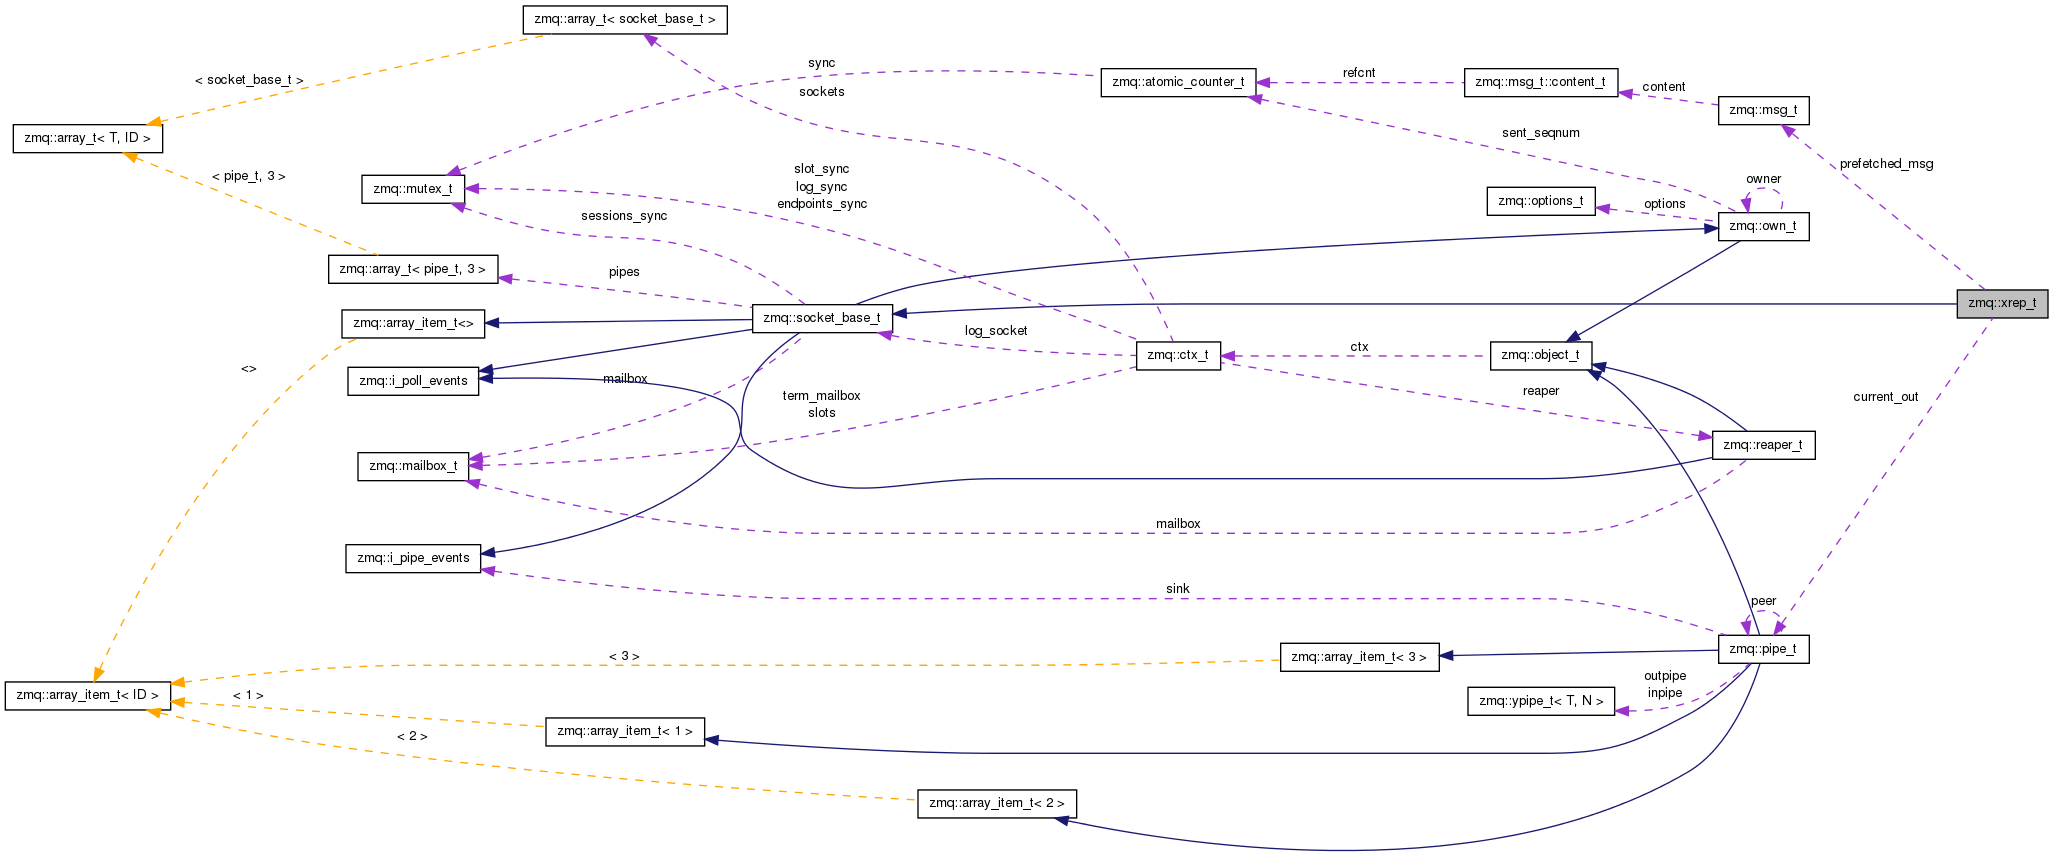 zmq::array_t< socket_base_t >
sync
< socket_base_t >
zmq::atomic_counter_t
refcnt
zmq::msg_t::content_t
content
sockets
zmq::msg_t
zmq::array_t< T, ID >
sent_seqnum
prefetched_msg
slot_sync
log_sync
endpoints_sync
< pipe_t, 3 >
owner
zmq::mutex_t
zmq::options_t
options
sessions_sync
zmq::own_t
zmq::array_t< pipe_t, 3 >
pipes
zmq::xrep_t
zmq::array_item_t<>
zmq::socket_base_t
log_socket
ctx
zmq::ctx_t
zmq::object_t
<>
zmq::i_poll_events
mailbox
term_mailbox
slots
reaper
current_out
zmq::reaper_t
zmq::mailbox_t
mailbox
zmq::i_pipe_events
sink
peer
< 3 >
zmq::array_item_t< 3 >
zmq::pipe_t
outpipe
inpipe
zmq::array_item_t< ID >
< 1 >
zmq::ypipe_t< T, N >
zmq::array_item_t< 1 >
< 2 >
zmq::array_item_t< 2 >